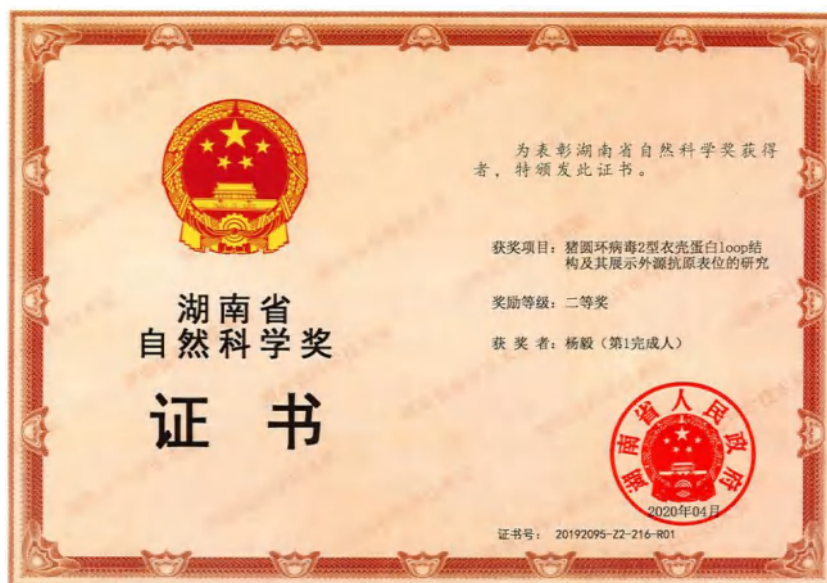 湖南省
自然科学奖
证 书
为表彰湖南省自然科学奖获得
者,特颁发此证书。
获奖项目:猪圆环病毒2型衣壳蛋白loop结
构及其展示外源抗原表位的研究
奖励等级:二等奖
获 奖 者:杨毅(第1完成人)
湖南省人民政府
2020年04月
证书号: 20192095-Z2-216-R01